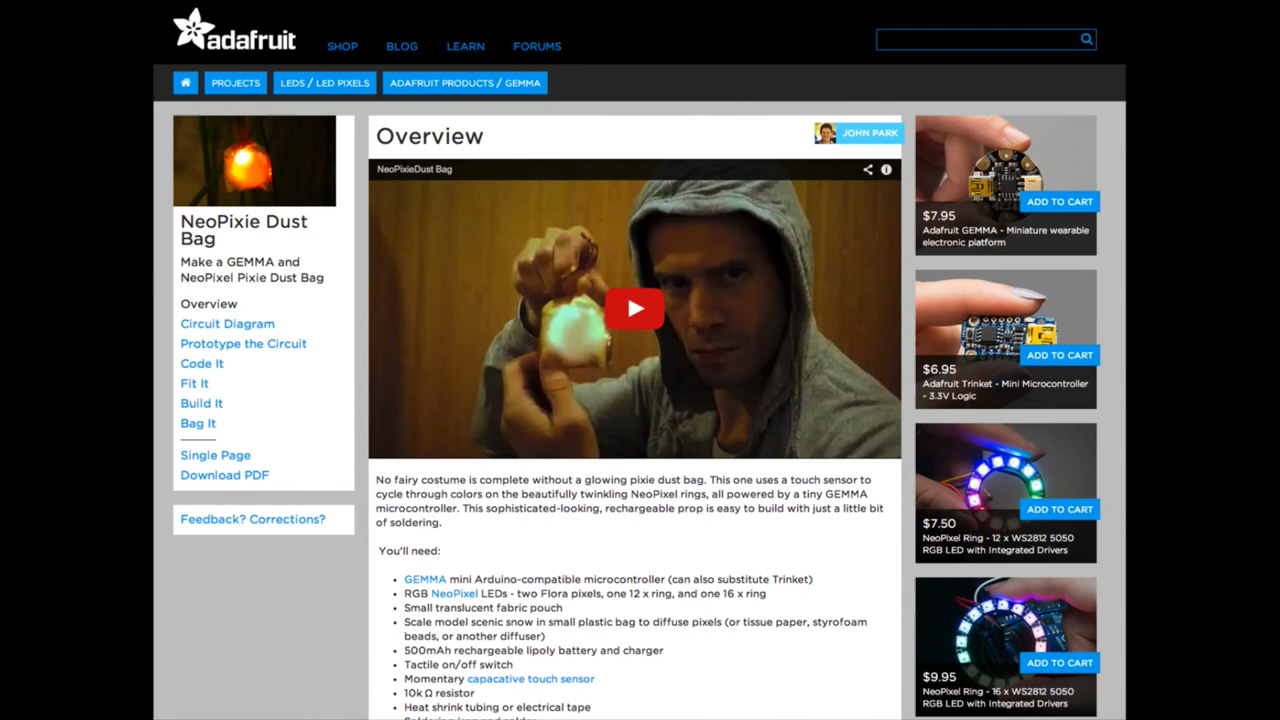 adafruit
SHOP
BLOG
LEARN
FORUMS
PROJECTS
LEDS / LED PIXELS
ADAFRUIT PRODUCTS / GEMMA
NeoPixie Dust
Bag
Make a GEMMA and
NeoPixel Pixie Dust Bag
Overview
Circuit Diagram
Prototype the Circuit
Code It
Fit It
Build It
Bag It
Single Page
Download PDF
Feedback? Corrections?
Overview
JOHN PARK
NeoPixieDust Bag
No fairy costume is complete without a glowing pixie dust bag. This one uses a touch sensor to
cycle through colors on the beautifully twinkling NeoPixel rings, all powered by a tiny GEMMA
microcontroller. This sophisticated-looking, rechargeable prop is easy to build with just a little bit
of soldering.
You'll need:
GEMMA mini Arduino-compatible microcontroller (can also substitute Trinket)
RGB NeoPixel LEDs - two Flora pixels, one 12 x ring, and one 16 x ring
Small translucent fabric pouch
Scale model scenic snow in small plastic bag to diffuse pixels (or tissue paper, styrofoam
beads, or another diffuser)
500mAh rechargeable lipoly battery and charger
Tactile on/off switch
Momentary capacative touch sensor
10k Ω resistor
Heat shrink tubing or electrical tape
Soldering iron and solder
ADD TO CART
$7.95
Adafruit GEMMA - Miniature wearable
electronic platform
ADD TO CART
$6.95
Adafruit Trinket - Mini Microcontroller
- 3.3V Logic
ADD TO CART
$7.50
NeoPixel Ring - 12 x WS2812 5050
RGB LED with Integrated Drivers
ADD TO CART
$9.95
NeoPixel Ring - 16 x WS2812 5050
RGB LED with Integrated Drivers